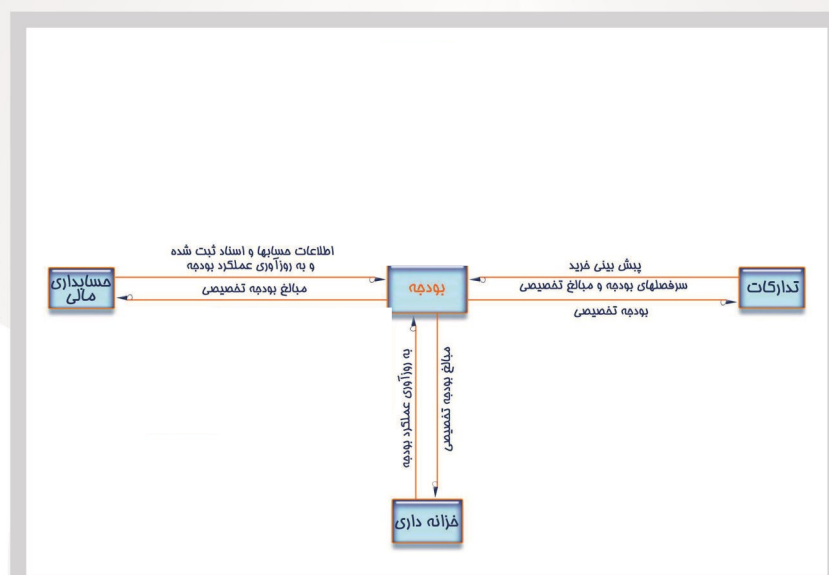 اطلاعات حسابها و اسناد ثبت شده
و به روزآوری عملکرد بودجه
مبالغ بودجه تخصیصی
حسابداری
مالی
بودجه
پیش بینی خرید
سرفصلهای بودجه و مبالغ تخصیصی
بودجه تخصیصی
تدارکات
به روزآوری عملکرد بودجه
مبالغ بودجه تخصیصی
خزانه داری